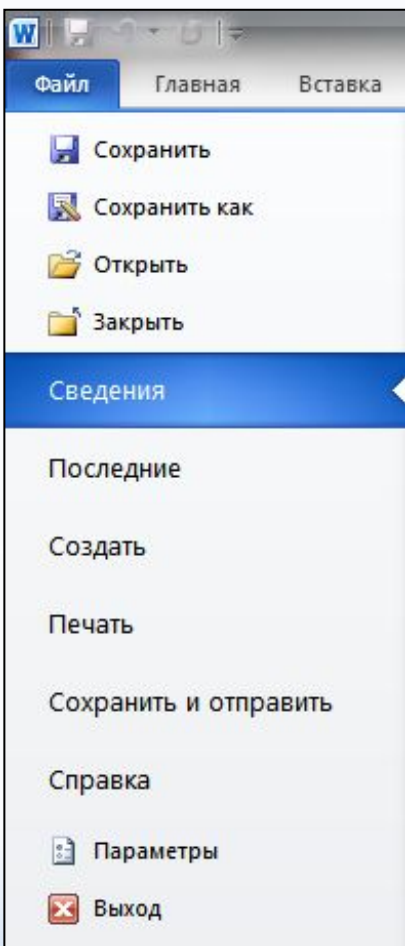 W
Файл Главная Вставка
Сохранить
Сохранить как
Открыть
Закрыть
Сведения
Последние
Создать
Печать
Сохранить и отправить
Справка
Параметры
Выход